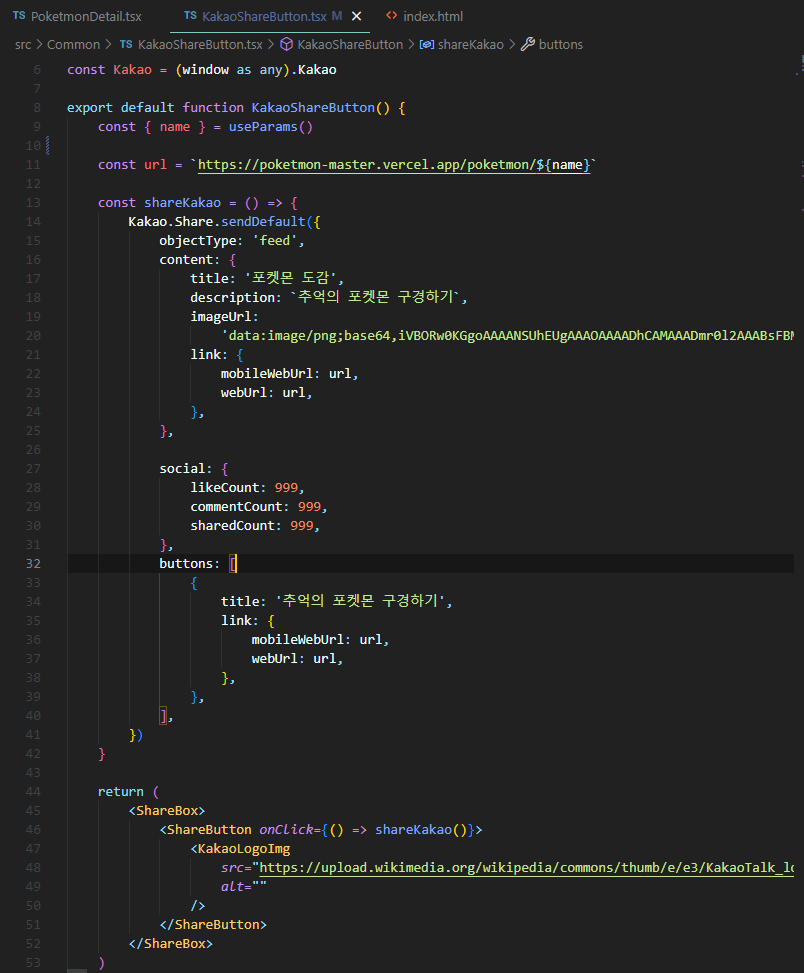 TS PoketmonDetail.tsx TS KakaoShareButton.tsx M × <> index.html
src > Common > TS KakaoShareButton.tsx > KakaoShareButton > shareKakao > buttons
6 const Kakao = (window as any).Kakao
7
8 export default function KakaoShareButton() {
9 const { name } = useParams()
10
11 const url = `https://poketmon-master.vercel.app/poketmon/${name}`
12
13 const shareKakao = () => {
14 Kakao.Share.sendDefault({
15 objectType: 'feed',
16 content: {
17 title: '포켓몬 도감',
18 description: `추억의 포켓몬 구경하기`,
19 imageUrl:
20 'data:image/png;base64,iVBORw0KGgoAAAANSUhEUgAAAOAAAADhCAMAAADmr0l2AAABsFBM
21 link: {
22 mobileWebUrl: url,
23 webUrl: url,
24 },
25 },
26
27 social: {
28 likeCount: 999,
29 commentCount: 999,
30 sharedCount: 999,
31 },
32 buttons: [
33 {
34 title: '추억의 포켓몬 구경하기',
35 link: {
36 mobileWebUrl: url,
37 webUrl: url,
38 },
39 },
40 ],
41 })
42 }
43
44 return (
45 <ShareBox>
46 <ShareButton onClick={() => shareKakao()}>
47 <KakaoLogoImg
48 src="https://upload.wikimedia.org/wikipedia/commons/thumb/e/e3/KakaoTalk_lo
49 alt=""
50 />
51 </ShareButton>
52 </ShareBox>
53 )